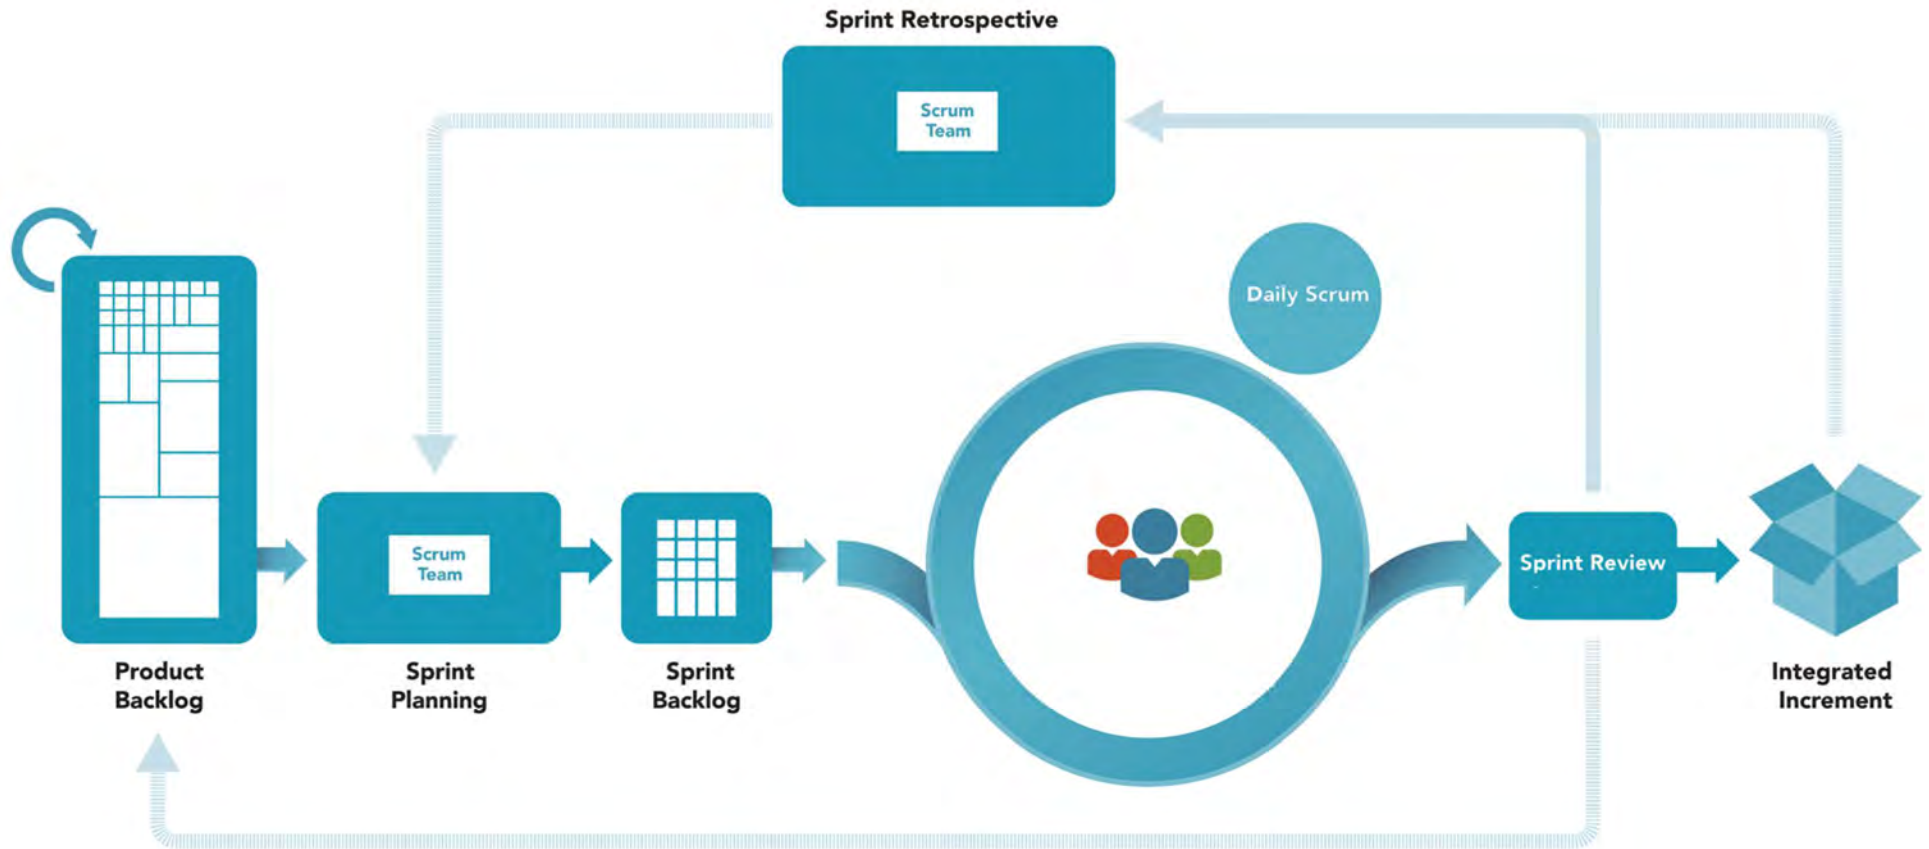 Sprint Retrospective
Scrum
Team
Daily Scrum
Scrum
Team
Sprint Review
Product
Backlog
Sprint
Planning
Sprint
Backlog
Integrated
Increment